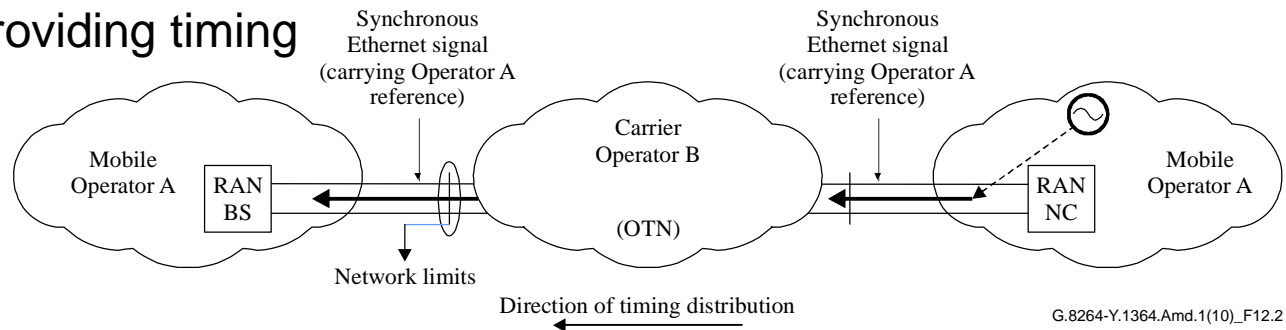 roviding timing
Synchronous
Ethernet signal
(carrying Operator A
reference)
Synchronous
Ethernet signal
(carrying Operator A
reference)
Mobile
Operator A
RAN
BS
Carrier
Operator B
(OTN)
RAN
NC
Mobile
Operator A
Network limits
Direction of timing distribution
G.8264-Y.1364.Amd.1(10)_F12.2